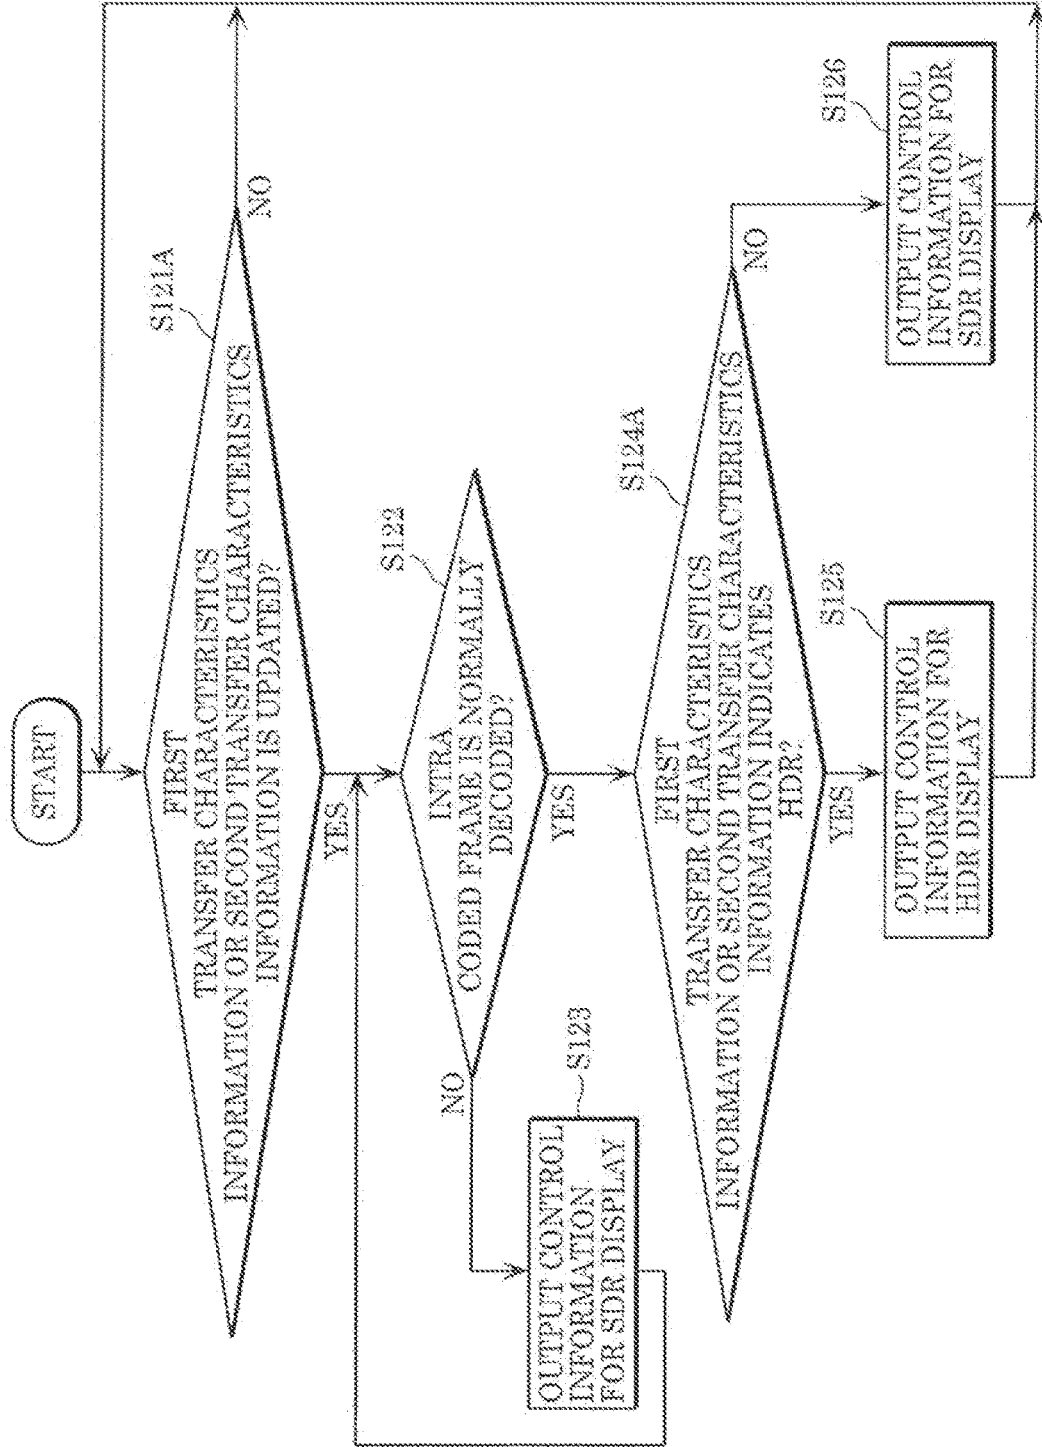 START
S121A
FIRST
TRANSFER CHARACTERISTICS
INFORMATION OR SECOND TRANSFER CHARACTERISTICS
INFORMATION IS UPDATED?
NO
YES
S122
INTRA
CODED FRAME IS NORMALLY
DECODED?
NO
YES
S123
OUTPUT CONTROL
INFORMATION
FOR SDR DISPLAY
S124A
FIRST
TRANSFER CHARACTERISTICS
INFORMATION OR SECOND TRANSFER CHARACTERISTICS
INFORMATION INDICATES
HDR?
NO
YES
S125
OUTPUT CONTROL
INFORMATION FOR
HDR DISPLAY
S126
OUTPUT CONTROL
INFORMATION FOR
SDR DISPLAY